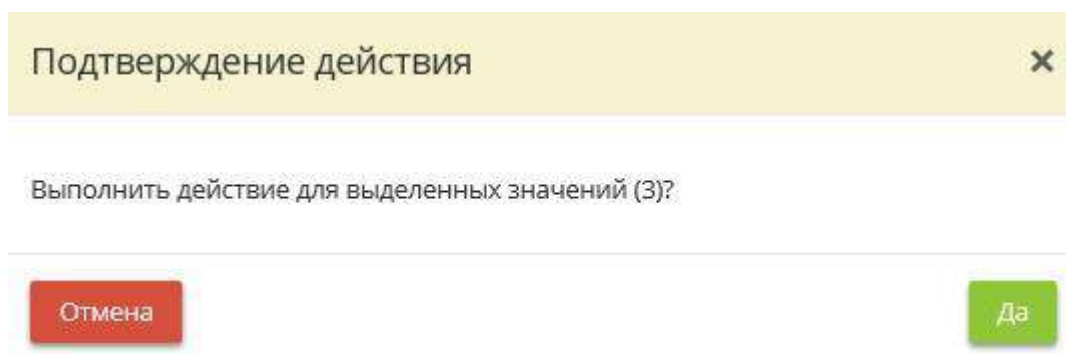 Подтверждение действия
Выполнить действие для выделенных значений (3)?
Отмена
Да